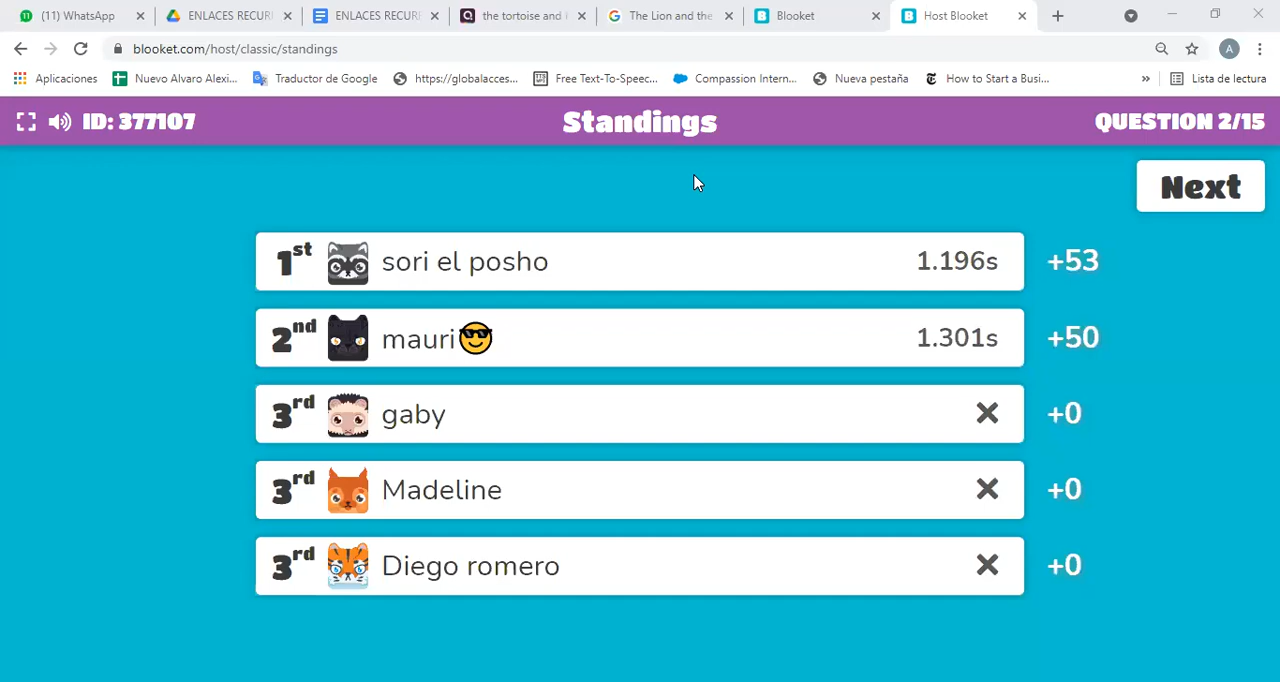 (11) WhatsApp
ENLACES RECUR
ENLACES RECUR
the tortoise and
The Lion and the
Blooket
Host Blooket
blooket.com/host/classic/standings
A
Aplicaciones
Nuevo Alvaro Alexi...
Traductor de Google
https://globalacces...
Free Text-To-Speec...
Compassion Intern...
Nueva pestaña
How to Start a Busi...
»
Lista de lectura
ID: 377107
Standings
QUESTION 2/15
Next
1st sori el posho 1.196s +53
2nd mauri😎 1.301s +50
3rd gaby +0
3rd Madeline +0
3rd Diego romero +0